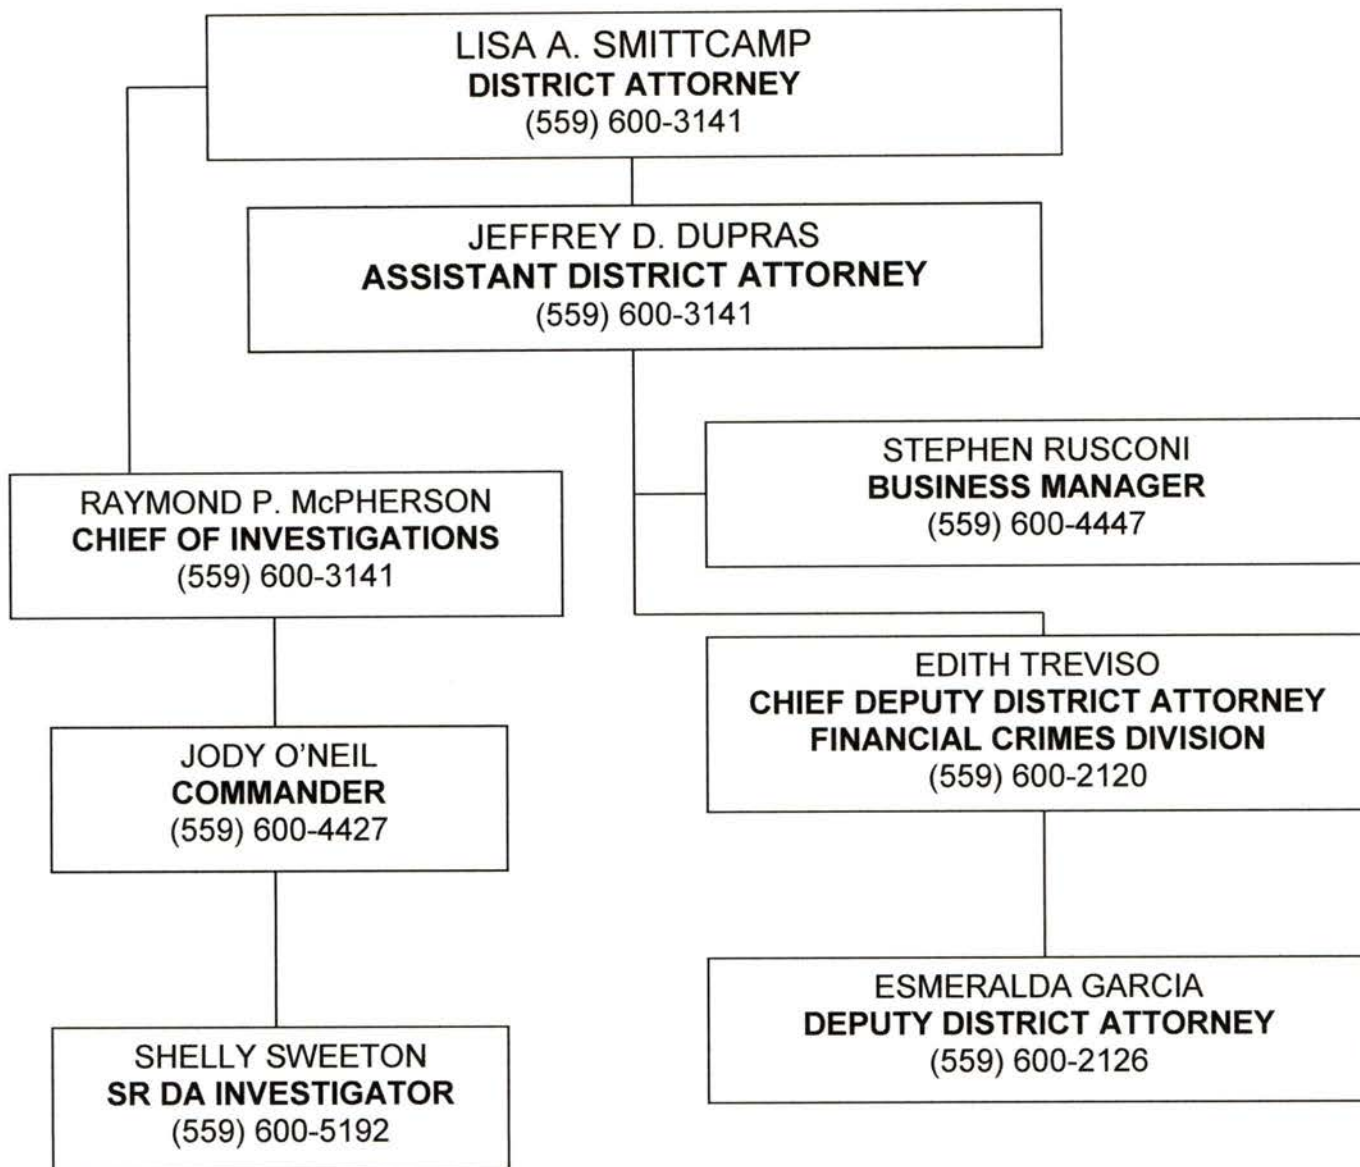 LISA A. SMITTCAMP
DISTRICT ATTORNEY
(559) 600-3141
JEFFREY D. DUPRAS
ASSISTANT DISTRICT ATTORNEY
(559) 600-3141
STEPHEN RUSCONI
BUSINESS MANAGER
(559) 600-4447
RAYMOND P. McPHERSON
CHIEF OF INVESTIGATIONS
(559) 600-3141
EDITH TREVISO
CHIEF DEPUTY DISTRICT ATTORNEY
FINANCIAL CRIMES DIVISION
(559) 600-2120
JODY O’NEIL
COMMANDER
(559) 600-4427
ESMERALDA GARCIA
DEPUTY DISTRICT ATTORNEY
(559) 600-2126
SHELLY SWEETON
SR DA INVESTIGATOR
(559) 600-5192